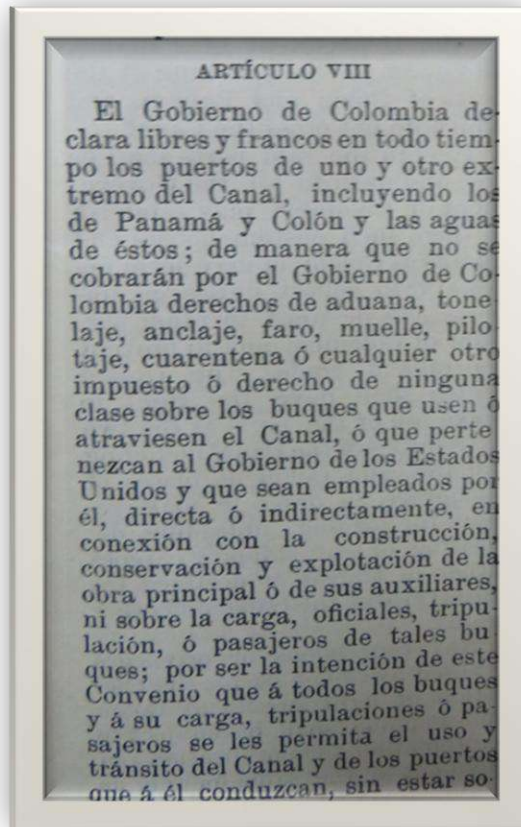 ARTÍCULO VIII
El Gobierno de Colombia de-
clara libres y francos en todo tiem-
po los puertos de uno y otro ex-
tremo del Canal, incluyendo los
de Panamá y Colón y las aguas
de éstos; de manera que no se
cobrarán por el Gobierno de Co-
lombia derechos de aduana, tone
laje, anclaje, faro, muelle, pilo
taje, cuarentena ó cualquier otro
impuesto ó derecho de ninguna
clase sobre los buques que usen ó
atraviesen el Canal, ó que perte
nezcan al Gobierno de los Estados
Unidos y que sean empleados por
él, directa ó indirectamente, en
conexión con la construcción,
conservación y explotación de la
obra principal ó de sus auxiliares,
ni sobre la carga, oficiales, tripu-
lación, ó pasajeros de tales bu
ques; por ser la intención de este
Convenio que á todos los buques
y á su carga, tripulaciones ó pa-
sajeros se les permita el uso y
tránsito del Canal y de los puertos
que á él conduzcan, sin estar so-